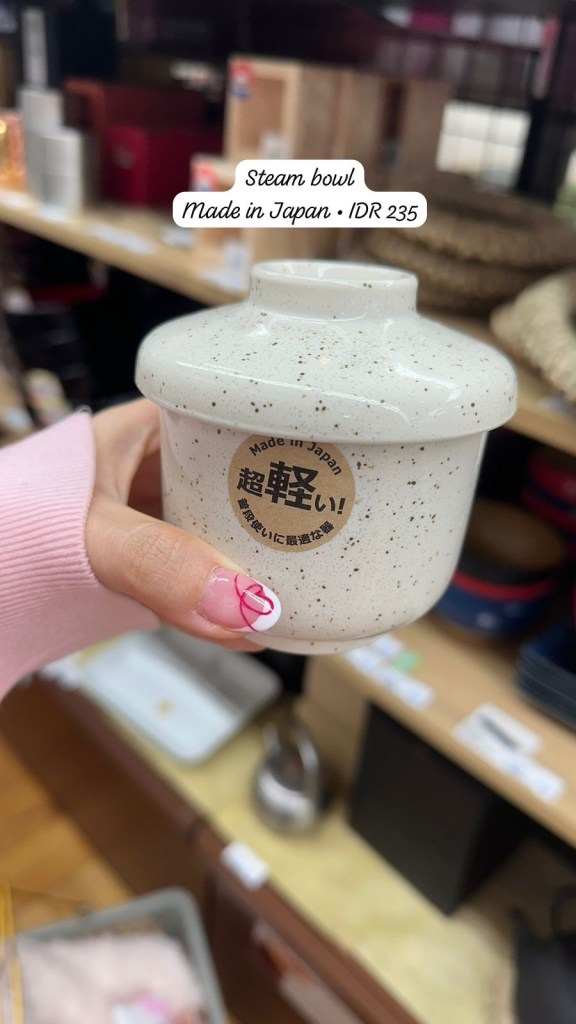 Steam bowl
Made in Japan • IDR 235
Made in Japan
超軽い!
普段使いに最適な器